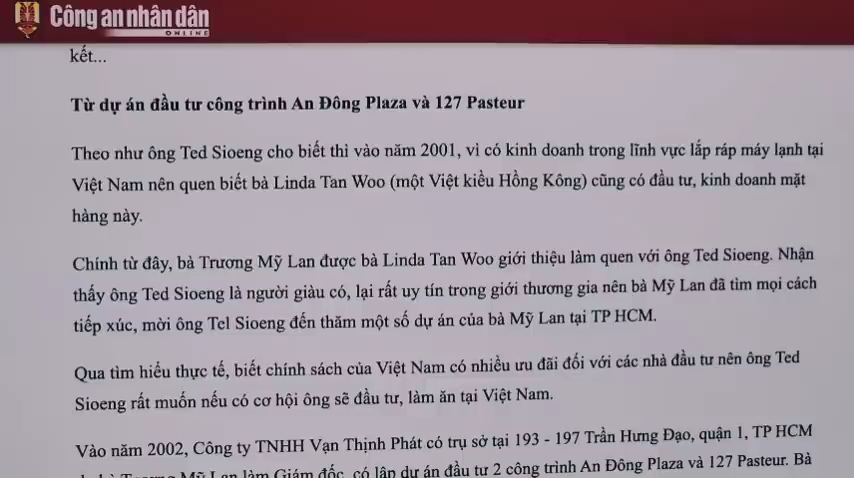 Công an nhân dân
ONLINE
kết...
Từ dự án đầu tư công trình An Đông Plaza và 127 Pasteur
Theo như ông Ted Sioeng cho biết thì vào năm 2001, vì có kinh doanh trong lĩnh vực lắp ráp máy lạnh tại
Việt Nam nên quen biết bà Linda Tan Woo (một Việt kiều Hồng Kông) cũng có đầu tư, kinh doanh mặt
hàng này.
Chính từ đây, bà Trương Mỹ Lan được bà Linda Tan Woo giới thiệu làm quen với ông Ted Sioeng. Nhận
thấy ông Ted Sioeng là người giàu có, lại rất uy tín trong giới thương gia nên bà Mỹ Lan đã tìm mọi cách
tiếp xúc, mời ông Tcl Sioeng đến thăm một số dự án của bà Mỹ Lan tại TP HCM.
Qua tìm hiểu thực tế, biết chính sách của Việt Nam có nhiều ưu đãi đối với các nhà đầu tư nên ông Ted
Sioeng rất muốn nếu có cơ hội ông sẽ đầu tư, làm ăn tại Việt Nam.
Vào năm 2002, Công ty TNHH Vạn Thịnh Phát có trụ sở tại 193 - 197 Trần Hưng Đạo, quận 1, TP HCM
bà Trương Mỹ Lan làm Giám đốc, có lập dự án đầu tư 2 công trình An Đông Plaza và 127 Pasteur. Bà